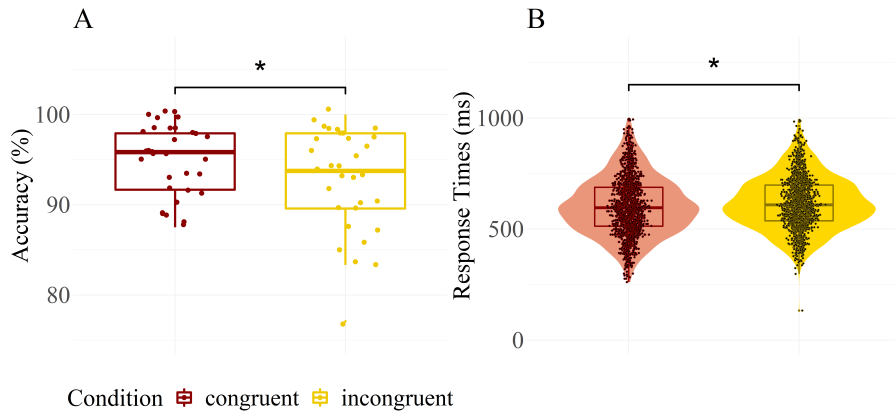 A
B
*
*
Accuracy (%)
100
90
80
Response Times (ms)
1000
500
0
Condition congruent incongruent